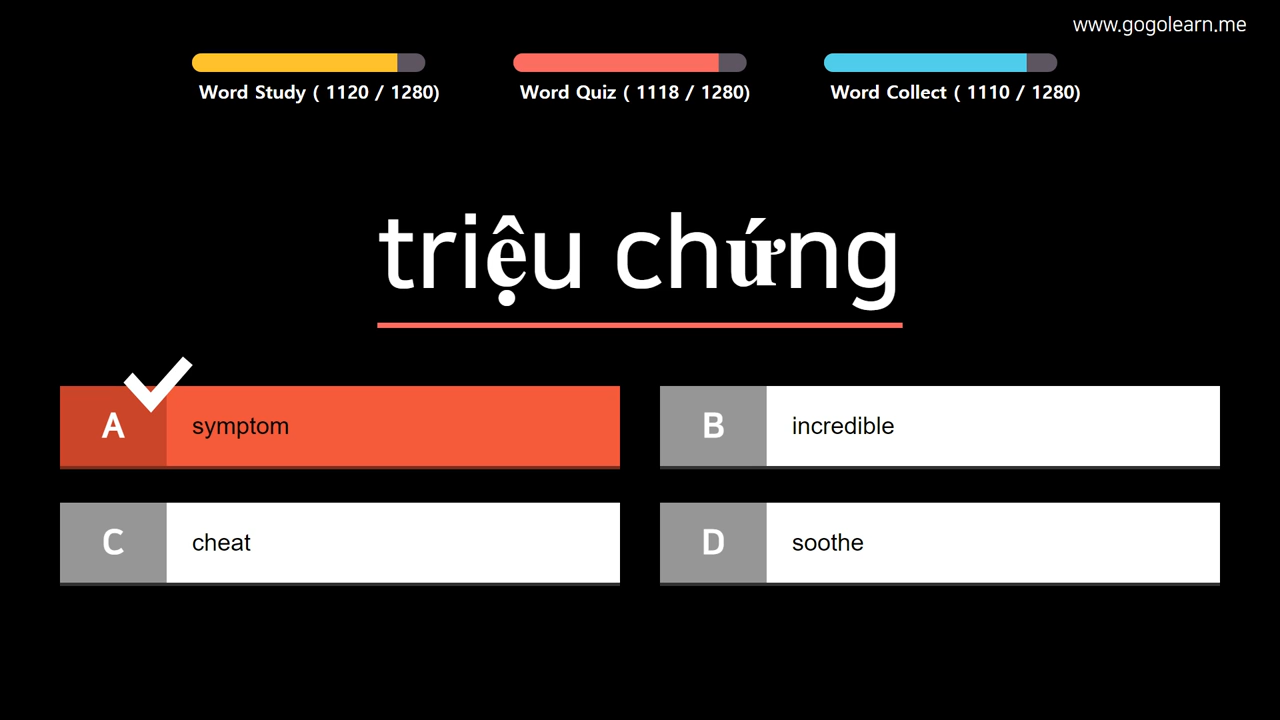 www.gogolearn.me
Word Study ( 1120 / 1280)
Word Quiz ( 1118 / 1280)
Word Collect ( 1110 / 1280)
triệu chứng
A symptom
B incredible
C cheat
D soothe